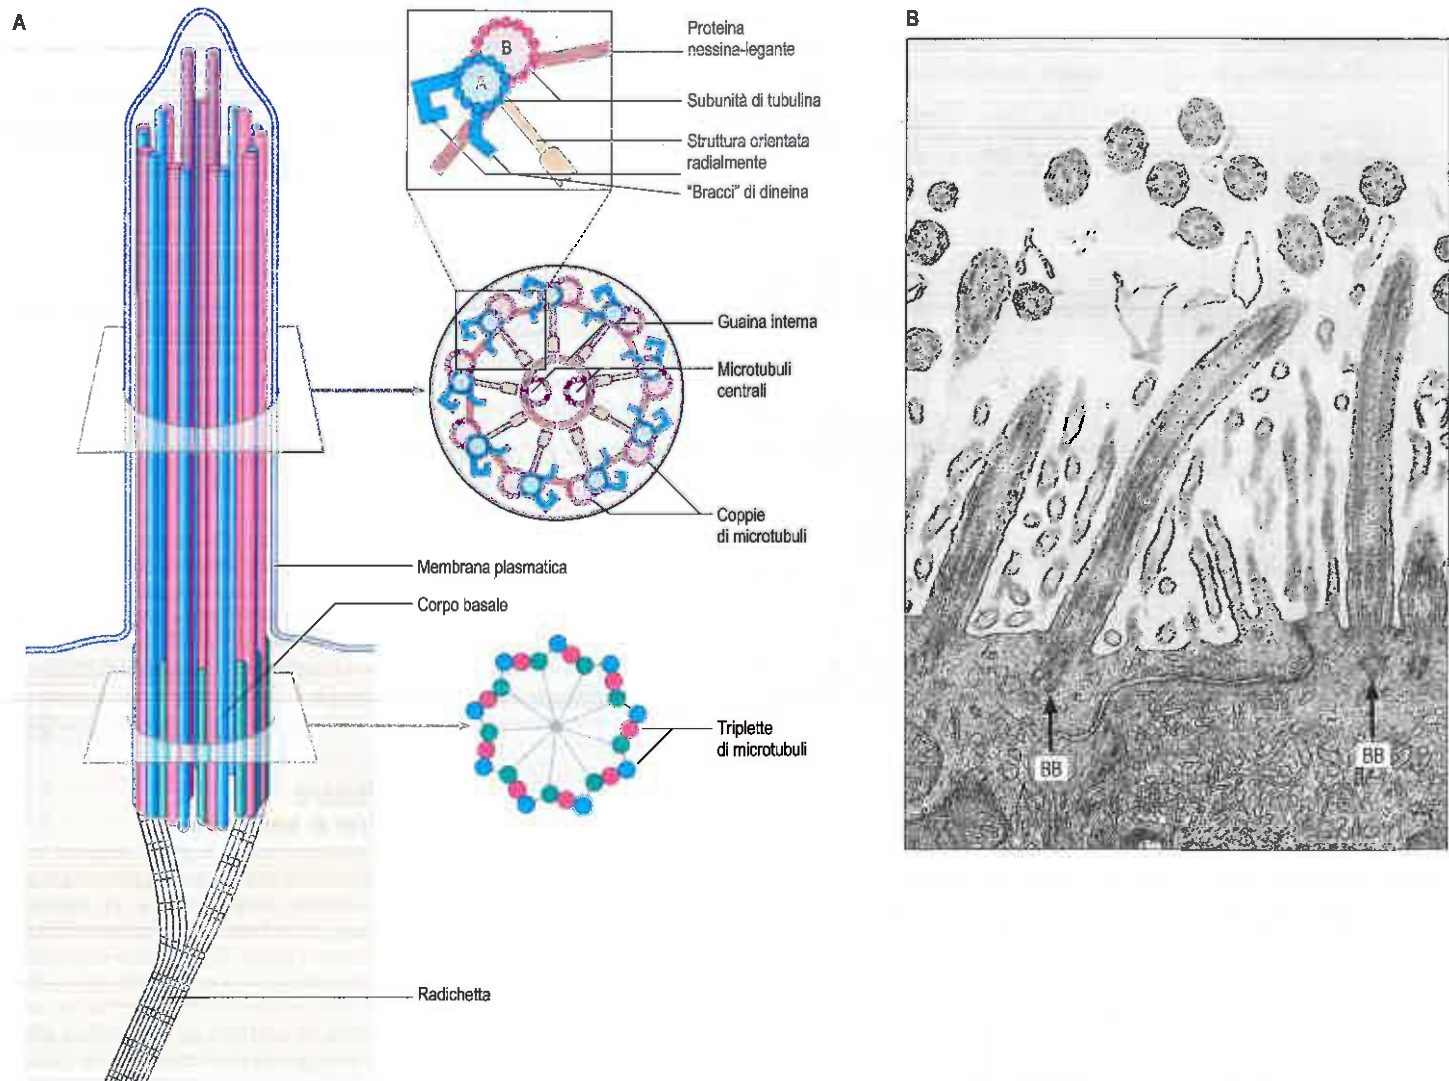 A
B
Proteina
nessina-legante
B
A
Subunità di tubulina
Struttura orientata
radialmente
"Bracci" di dineina
Guaina interna
Microtubuli
centrali
Coppie
di microtubuli
Membrana plasmatica
Corpo basale
Triplette
di microtubuli
BB
BB
Radichetta